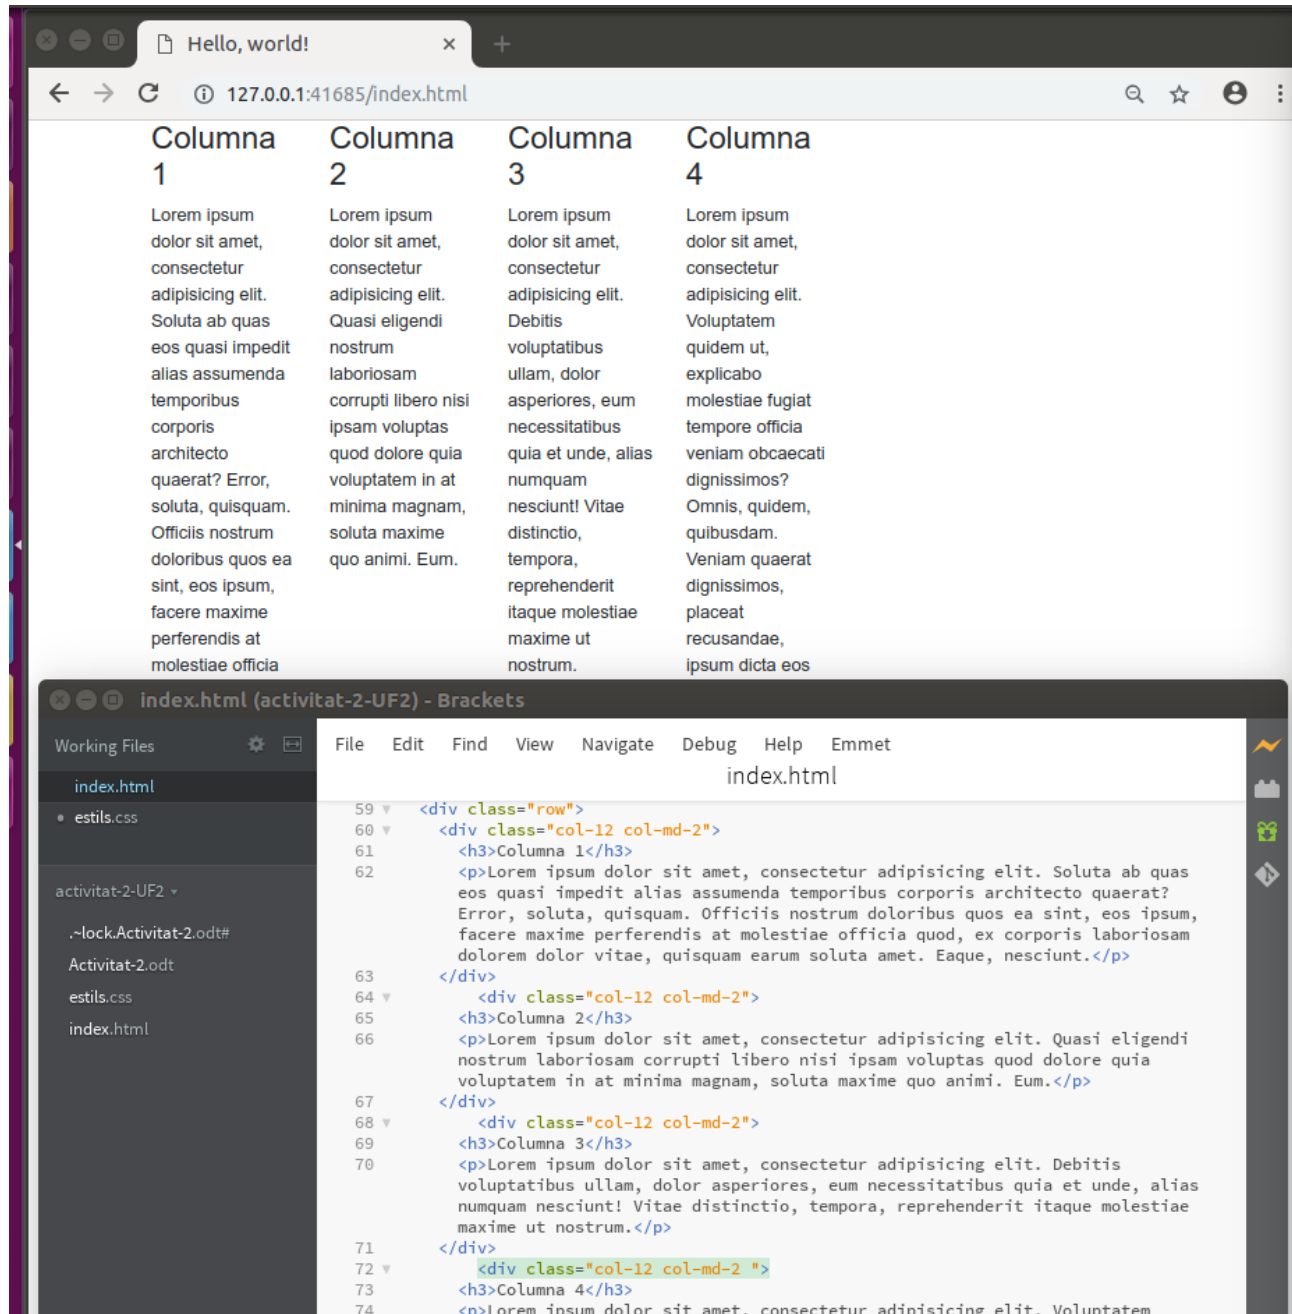 Hello, world!
127.0.0.1:41685/index.html
Columna
1
Lorem ipsum
dolor sit amet,
consectetur
adipisicing elit.
Soluta ab quas
eos quasi impedit
alias assumenda
temporibus
corporis
architecto
quaerat? Error,
soluta, quisquam.
Officiis nostrum
doloribus quos ea
sint, eos ipsum,
facere maxime
perferendis at
molestiae officia
Columna
2
Lorem ipsum
dolor sit amet,
consectetur
adipisicing elit.
Quasi eligendi
nostrum
laboriosam
corrupti libero nisi
ipsam voluptas
quod dolore quia
voluptatem in at
minima magnam,
soluta maxime
quo animi. Eum.
Columna
3
Lorem ipsum
dolor sit amet,
consectetur
adipisicing elit.
Debitis
voluptatibus
ullam, dolor
asperiores, eum
necessitatibus
quia et unde, alias
numquam
nesciunt! Vitae
distinctio,
tempora,
reprehenderit
itaque molestiae
maxime ut
nostrum.
Columna
4
Lorem ipsum
dolor sit amet,
consectetur
adipisicing elit.
Voluptatem
quidem ut,
explicabo
molestiae fugiat
tempore officia
veniam obcaecati
dignissimos?
Omnis, quidem,
quibusdam.
Veniam quaerat
dignissimos,
placeat
recusandae,
ipsum dicta eos
index.html (activitat-2-UF2) - Brackets
Working Files
index.html
estils.css
activitat-2-UF2
.~lock.Activitat-2.odt#
Activitat-2.odt
estils.css
index.html
File Edit Find View Navigate Debug Help Emmet
index.html
59 <div class="row">
60 <div class="col-12 col-md-2">
61 <h3>Columna 1</h3>
62 <p>Lorem ipsum dolor sit amet, consectetur adipisicing elit. Soluta ab quas
eos quasi impedit alias assumenda temporibus corporis architecto quaerat?
Error, soluta, quisquam. Officiis nostrum doloribus quos ea sint, eos ipsum,
facere maxime perferendis at molestiae officia quod, ex corporis laboriosam
dolorem dolor vitae, quisquam earum soluta amet. Eaque, nesciunt.</p>
63 </div>
64 <div class="col-12 col-md-2">
65 <h3>Columna 2</h3>
66 <p>Lorem ipsum dolor sit amet, consectetur adipisicing elit. Quasi eligendi
nostrum laboriosam corrupti libero nisi ipsam voluptas quod dolore quia
voluptatem in at minima magnam, soluta maxime quo animi. Eum.</p>
67 </div>
68 <div class="col-12 col-md-2">
69 <h3>Columna 3</h3>
70 <p>Lorem ipsum dolor sit amet, consectetur adipisicing elit. Debitis
voluptatibus ullam, dolor asperiores, eum necessitatibus quia et unde, alias
numquam nesciunt! Vitae distinctio, tempora, reprehenderit itaque molestiae
maxime ut nostrum.</p>
71 </div>
72 <div class="col-12 col-md-2 ">
73 <h3>Columna 4</h3>
74 <p>Lorem ipsum dolor sit amet, consectetur adipisicing elit. Voluptatem